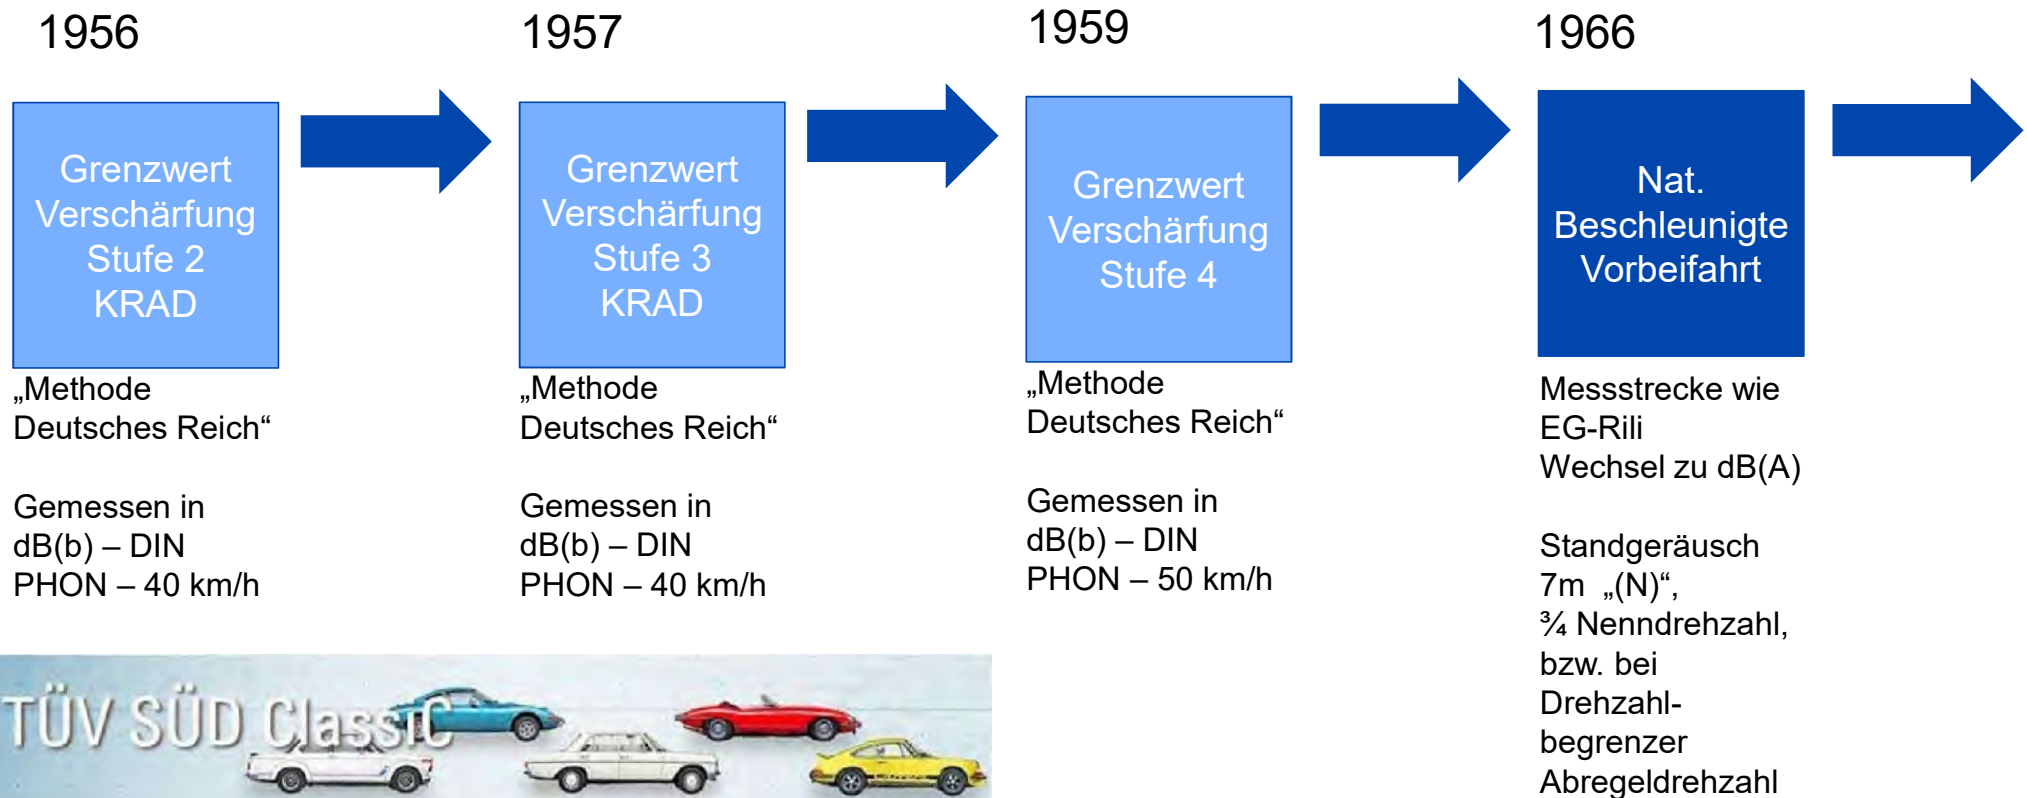 1956
Grenzwert
Verschärfung
Stufe 2
KRAD
„Methode
Deutsches Reich“
Gemessen in
dB(b) – DIN
PHON – 40 km/h
1957
Grenzwert
Verschärfung
Stufe 3
KRAD
„Methode
Deutsches Reich“
Gemessen in
dB(b) – DIN
PHON – 40 km/h
1959
Grenzwert
Verschärfung
Stufe 4
„Methode
Deutsches Reich“
Gemessen in
dB(b) – DIN
PHON – 50 km/h
1966
Nat.
Beschleunigte
Vorbeifahrt
Messstrecke wie
EG-Rili
Wechsel zu dB(A)
Standgeräusch
7m „(N)“,
¾ Nenndrehzahl,
bzw. bei
Drehzahl-
begrenzer
Abregeldrehzahl
TÜV SÜD ClassiC